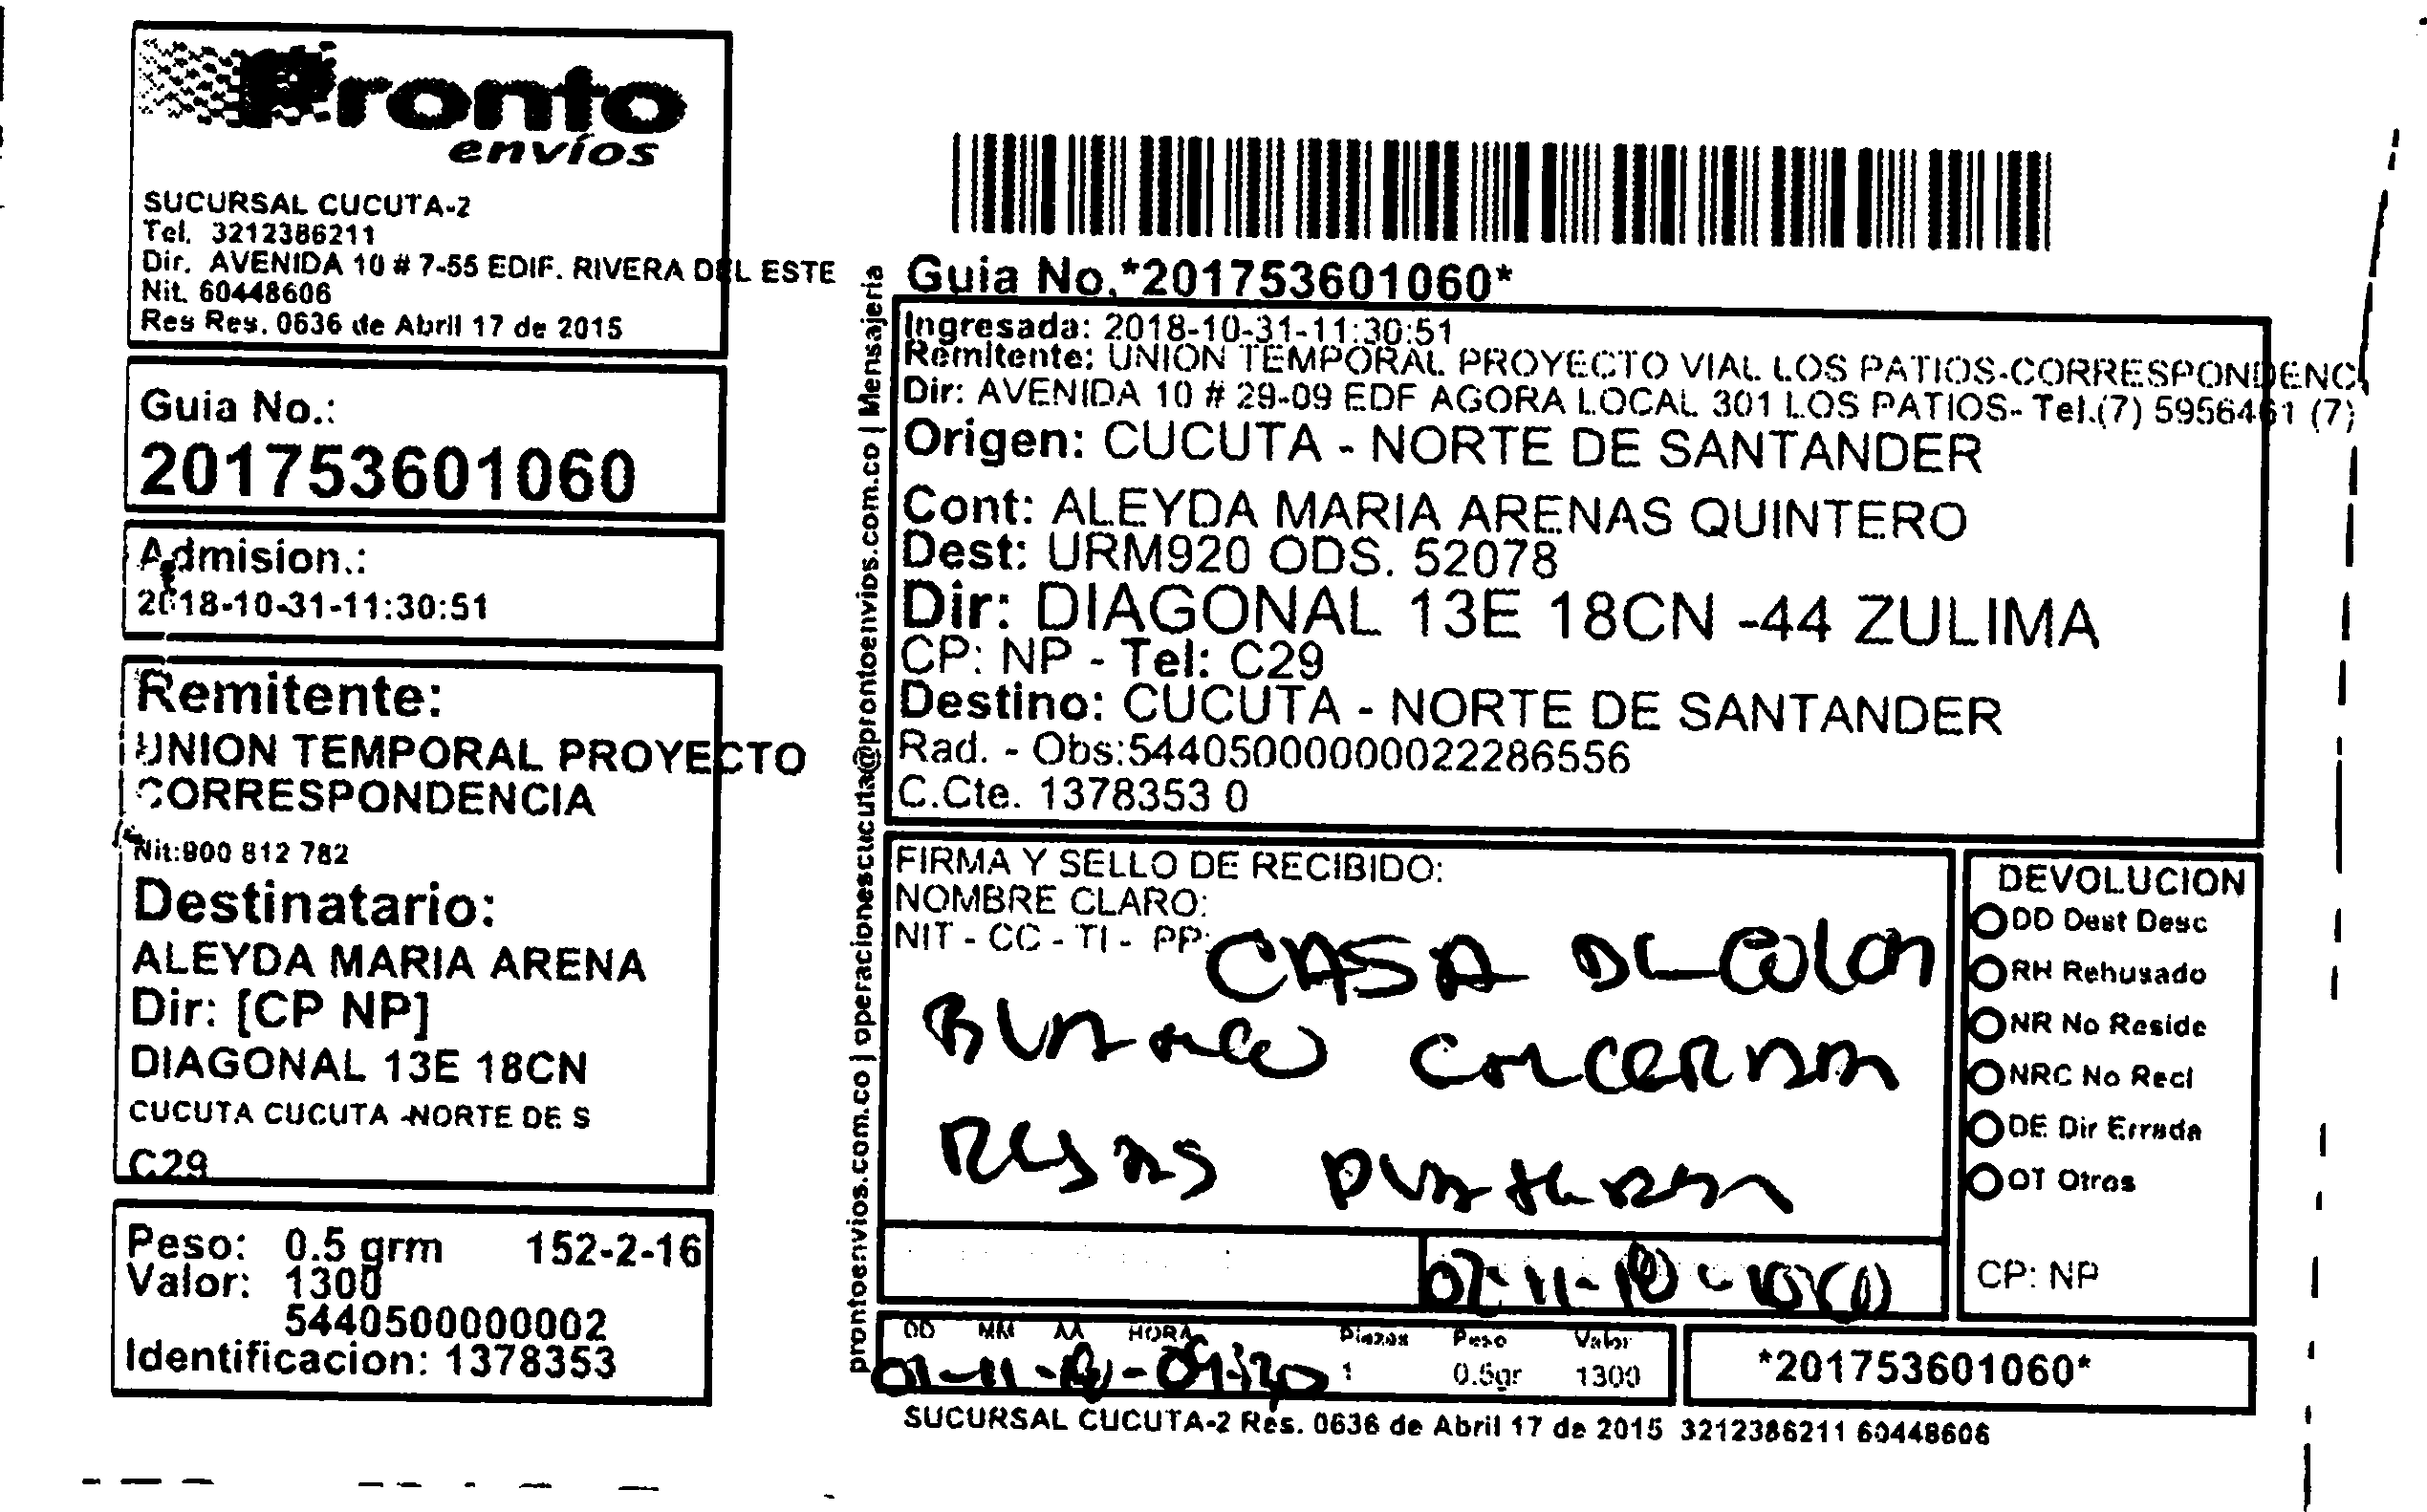 Pronto
envíos
SUCURSAL CUCUTA-2
Tel. 3212386211
Dir. AVENIDA 10 # 7-55 EDIF. RIVERA DEL ESTE
Nit. 60448606
Res Res. 0636 de Abril 17 de 2015
Guia No.:
201753601060
Admision.:
2018-10-31-11:30:51
Remitente:
UNION TEMPORAL PROYECTO
CORRESPONDENCIA
Nit:900 812 782
Destinatario:
ALEYDA MARIA ARENA
Dir: [CP NP]
DIAGONAL 13E 18CN
CUCUTA CUCUTA -NORTE DE S
C29
Peso: 0.5 grm 152-2-16
Valor: 1300
5440500000002
Identificacion: 1378353
prontoenvios.com.co | operacionescucuta@prontoenvios.com.co | Mensajeria
Guia No.*201753601060*
Ingresada: 2018-10-31-11:30:51
Remitente: UNION TEMPORAL PROYECTO VIAL LOS PATIOS-CORRESPONDENC
Dir: AVENIDA 10 # 29-09 EDF AGORA LOCAL 301 LOS PATIOS- Tel.(7) 5956461 (7)
Origen: CUCUTA - NORTE DE SANTANDER
Cont: ALEYDA MARIA ARENAS QUINTERO
Dest: URM920 ODS. 52078
Dir: DIAGONAL 13E 18CN -44 ZULIMA
CP: NP - Tel: C29
Destino: CUCUTA - NORTE DE SANTANDER
Rad. - Obs:544050000000022286556
C.Cte. 1378353 0
FIRMA Y SELLO DE RECIBIDO:
NOMBRE CLARO:
NIT - CC - TI - PP:
CASA DE COLOR
DEVOLUCION
DD Dest Desc
RH Rehusado
NR No Reside
NRC No Recl
DE Dir Errada
OT Otros
CP: NP
DD MM AA HORA Piezas Peso Valor
1 0.5gr 1300
*201753601060*
SUCURSAL CUCUTA-2 Res. 0636 de Abril 17 de 2015 3212386211 60448606